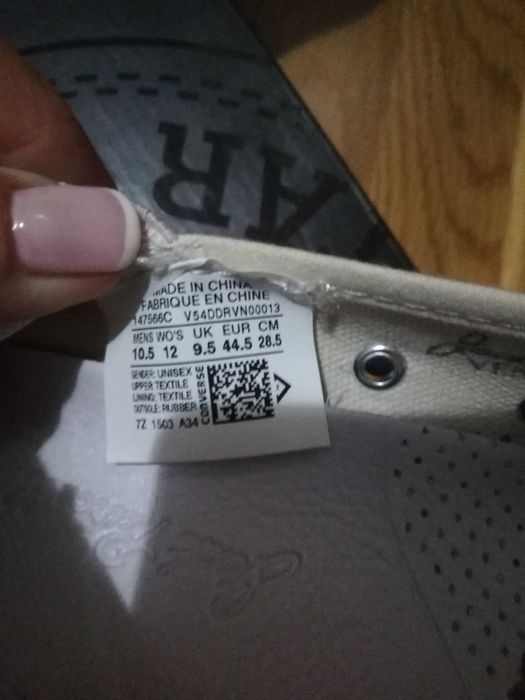 AR
MADE IN CHINA
FABRIQUE EN CHINE
147566C V54DDRVN00013
MENS WO'S UK EUR CM
10.5 12 9.5 44.5 28.5
GENDER: UNISEX
UPPER: TEXTILE
LINING: TEXTILE
OUTSOLE: RUBBER
CONVERSE
7Z 1503 A34